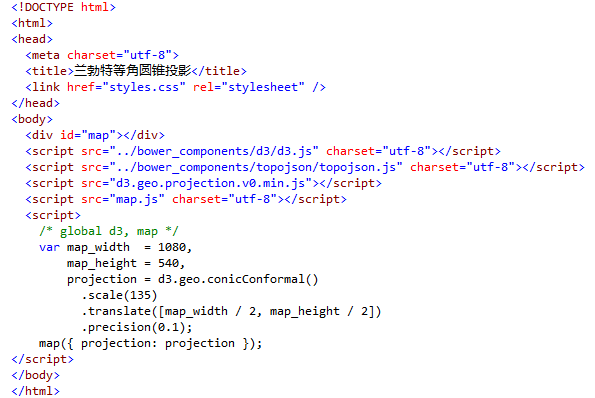 <!DOCTYPE html>
<html>
<head>
  <meta charset="utf-8">
  <title>兰勃特等角圆锥投影</title>
  <link href="styles.css" rel="stylesheet" />
</head>
<body>
  <div id="map"></div>
  <script src="../bower_components/d3/d3.js" charset="utf-8"></script>
  <script src="../bower_components/topojson/topojson.js" charset="utf-8"></script>
  <script src="d3.geo.projection.v0.min.js"></script>
  <script src="map.js" charset="utf-8"></script>
  <script>
    /* global d3, map */
    var map_width  = 1080,
        map_height = 540,
        projection = d3.geo.conicConformal()
          .scale(135)
          .translate([map_width / 2, map_height / 2])
          .precision(0.1);
    map({ projection: projection });
</script>
</body>
</html>